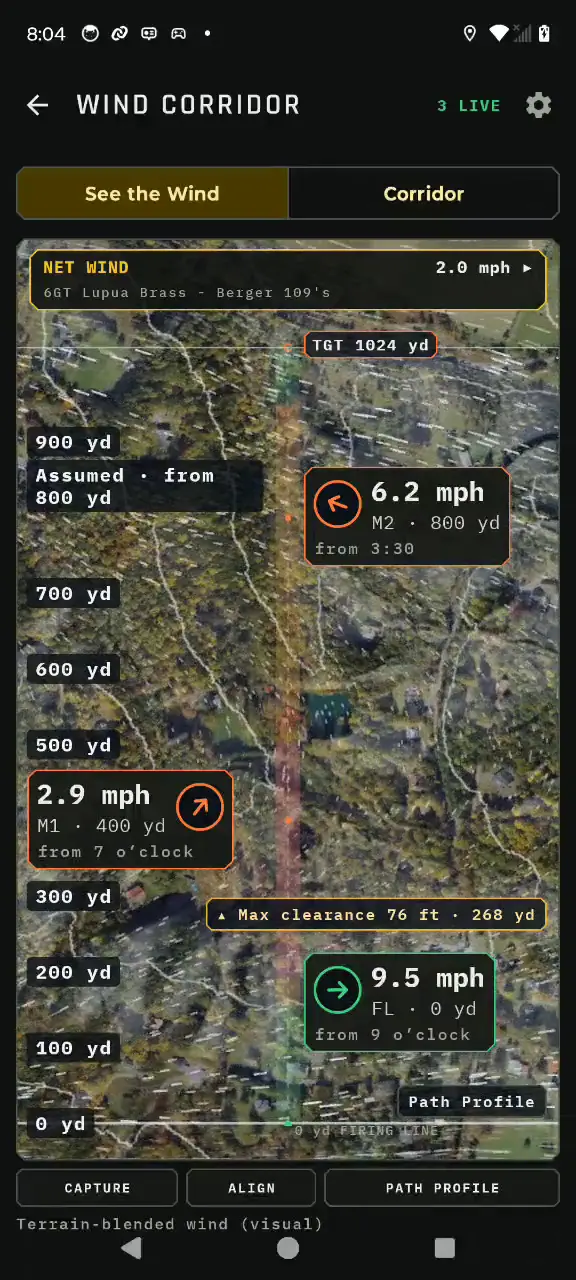 8:04
WIND CORRIDOR
3 LIVE
See the Wind
Corridor
NET WIND
2.0 mph ►
6GT Lupua Brass - Berger 109's
TGT 1024 yd
900 yd
Assumed · from
800 yd
6.2 mph
M2 · 800 yd
from 3:30
700 yd
600 yd
500 yd
2.9 mph
M1 · 400 yd
from 7 o'clock
300 yd
▲ Max clearance 76 ft · 268 yd
200 yd
9.5 mph
FL · 0 yd
from 9 o'clock
100 yd
Path Profile
0 yd
0 yd FIRING LINE
CAPTURE
ALIGN
PATH PROFILE
Terrain-blended wind (visual)